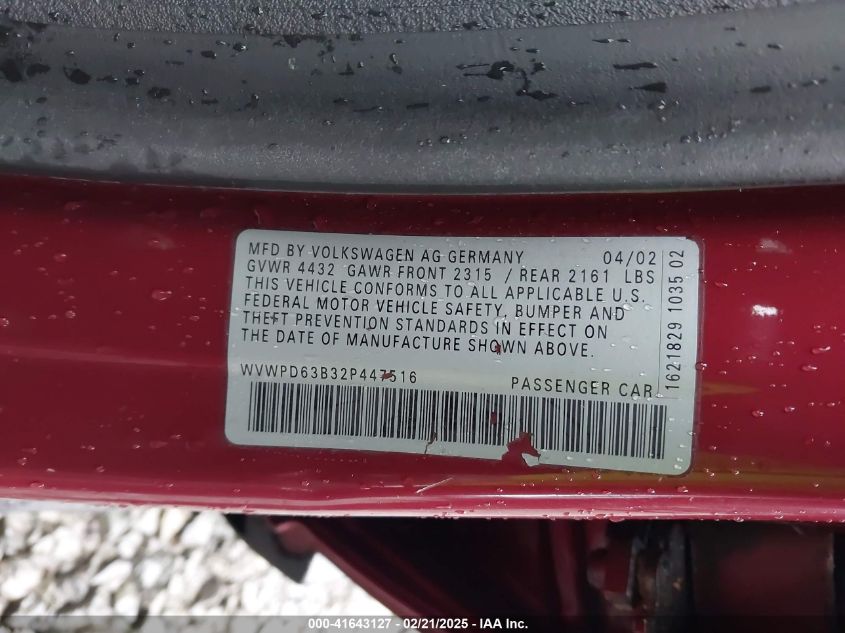 MFD BY VOLKSWAGEN AG GERMANY 04/02
GVWR 4432 GAWR FRONT 2315 / REAR 2161 LBS
THIS VEHICLE CONFORMS TO ALL APPLICABLE U.S.
FEDERAL MOTOR VEHICLE SAFETY, BUMPER AND
THEFT PREVENTION STANDARDS IN EFFECT ON
THE DATE OF MANUFACTURE SHOWN ABOVE.
WVWPD63B32P447516 PASSENGER CAR
1621829 1035 02
000-41643127 - 02/21/2025 - IAA Inc.